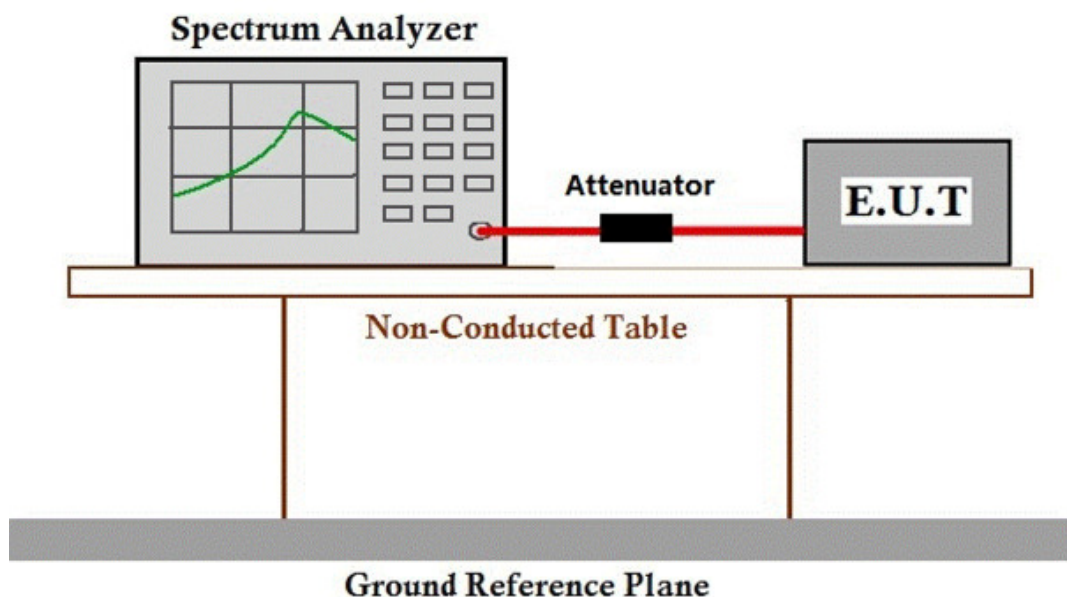 Spectrum Analyzer
Attenuator
E.U.T
Non-Conducted Table
Ground Reference Plane